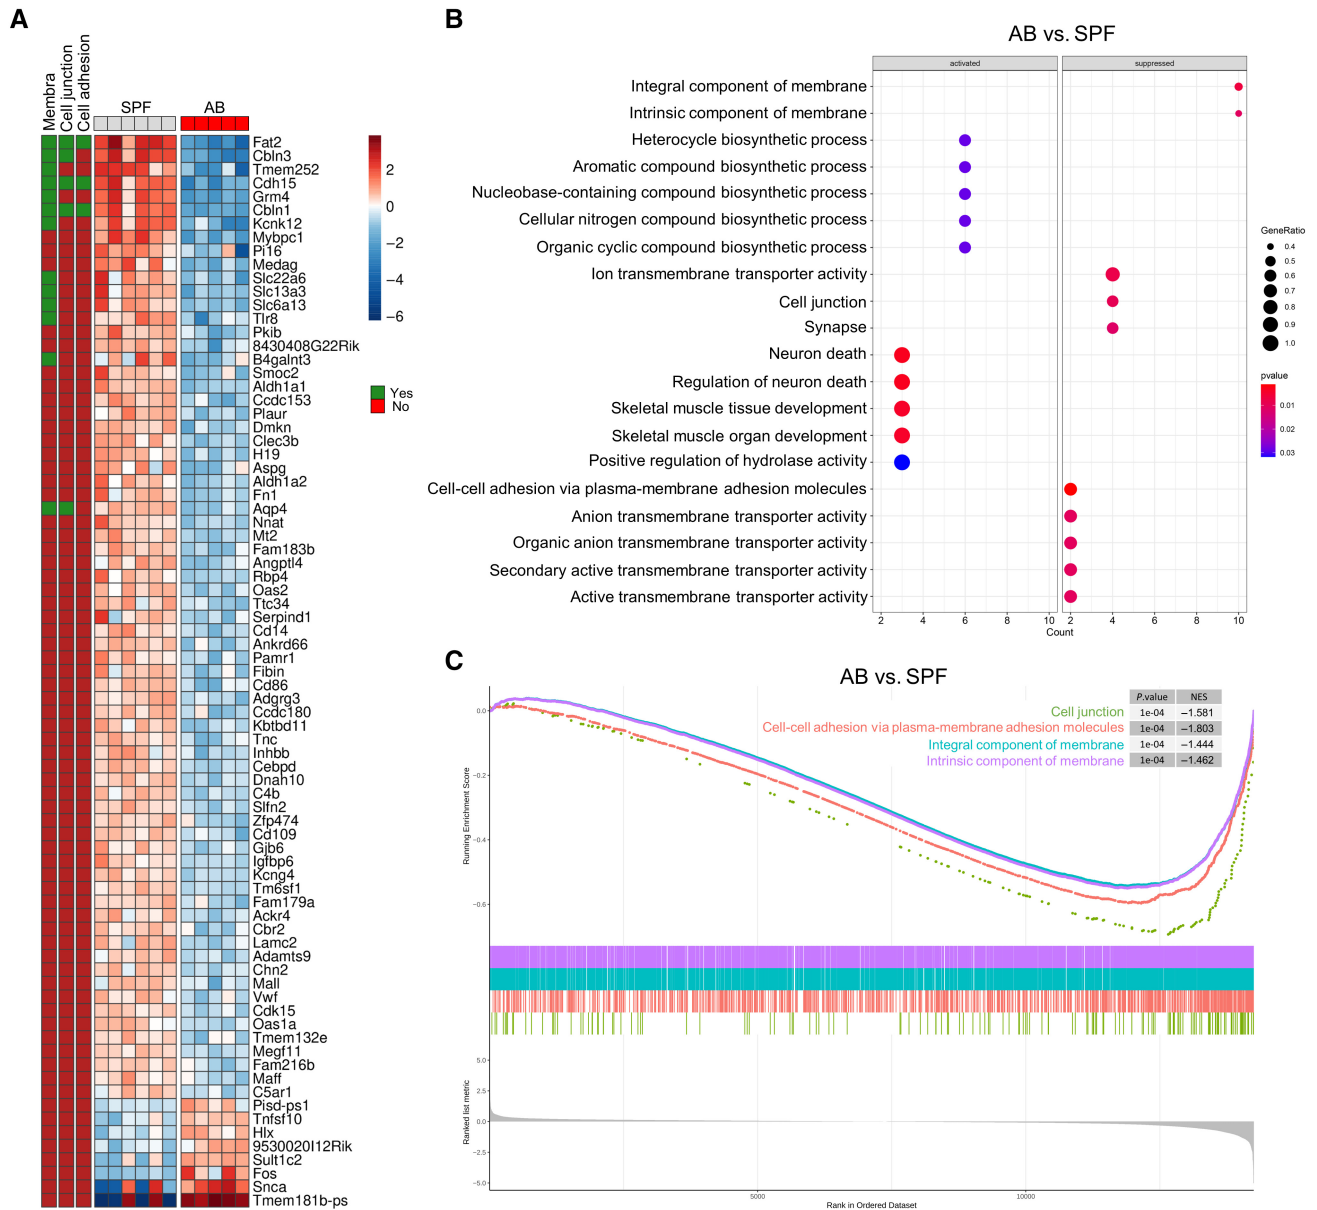 A
Membra
Cell junction
Cell adhesion
SPF
AB
Fat2
Cbln3
Tmem252
Cdh15
Grm4
Cbln1
Kcnk12
Mybpc1
Pi16
Medag
Slc22a6
Slc13a3
Slc6a13
Tlr8
Pkib
8430408G22Rik
B4galnt3
Smoc2
Aldh1a1
Ccdc153
Plaur
Dmkn
Clec3b
H19
Aspg
Aldh1a2
Fn1
Aqp4
Nnat
Mt2
Fam183b
Angptl4
Rbp4
Oas2
Ttc34
Serpind1
Cd14
Ankrd66
Pamr1
Fibin
Cd86
Adgrg3
Ccdc180
Kbtbd11
Tnc
Inhbb
Cebpd
Dnah10
C4b
Slfn2
Zfp474
Cd109
Gjb6
Igfbp6
Kcng4
Tm6sf1
Fam179a
Ackr4
Cbr2
Lamc2
Adamts9
Chn2
Mall
Vwf
Cdk15
Oas1a
Tmem132e
Megf11
Fam216b
Maff
C5ar1
Pisd-ps1
Tnfsf10
Hlx
9530020I12Rik
Sult1c2
Fos
Snca
Tmem181b-ps
2
0
−2
−4
−6
Yes
No
B
AB vs. SPF
activated
suppressed
Integral component of membrane
Intrinsic component of membrane
Heterocycle biosynthetic process
Aromatic compound biosynthetic process
Nucleobase-containing compound biosynthetic process
Cellular nitrogen compound biosynthetic process
Organic cyclic compound biosynthetic process
Ion transmembrane transporter activity
Cell junction
Synapse
Neuron death
Regulation of neuron death
Skeletal muscle tissue development
Skeletal muscle organ development
Positive regulation of hydrolase activity
Cell-cell adhesion via plasma-membrane adhesion molecules
Anion transmembrane transporter activity
Organic anion transmembrane transporter activity
Secondary active transmembrane transporter activity
Active transmembrane transporter activity
2 4 6 8 10 2 4 6 8 10
Count
GeneRatio
0.4
0.5
0.6
0.7
0.8
0.9
1.0
pvalue
0.01
0.02
0.03
C
AB vs. SPF
P.value NES
Cell junction 1e-04 −1.581
Cell-cell adhesion via plasma-membrane adhesion molecules 1e-04 −1.803
Integral component of membrane 1e-04 −1.444
Intrinsic component of membrane 1e-04 −1.462
Running Enrichment Score
0.0
−0.2
−0.4
−0.6
Ranked list metric
5.0
2.5
0.0
−2.5
−5.0
5000 10000
Rank in Ordered Dataset